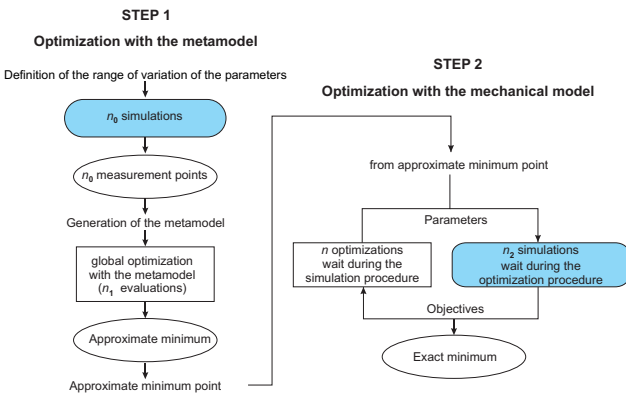 STEP 1
Optimization with the metamodel
Definition of the range of variation of the parameters
n0 simulations
n0 measurement points
Generation of the metamodel
global optimization
with the metamodel
(n1 evaluations)
Approximate minimum
Approximate minimum point
STEP 2
Optimization with the mechanical model
from approximate minimum point
Parameters
n optimizations
wait during the
simulation procedure
n2 simulations
wait during the
optimization procedure
Objectives
Exact minimum